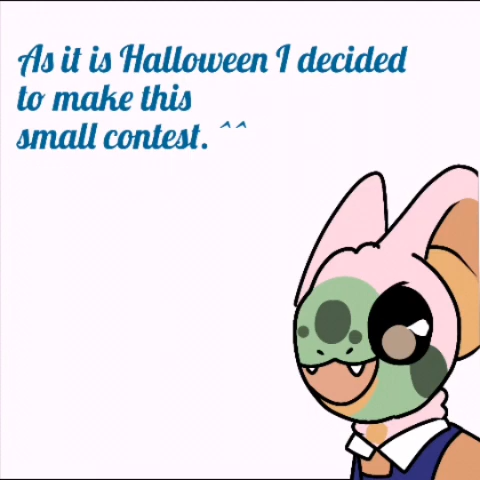 As it is Halloween I decided
to make this
small contest. ^^